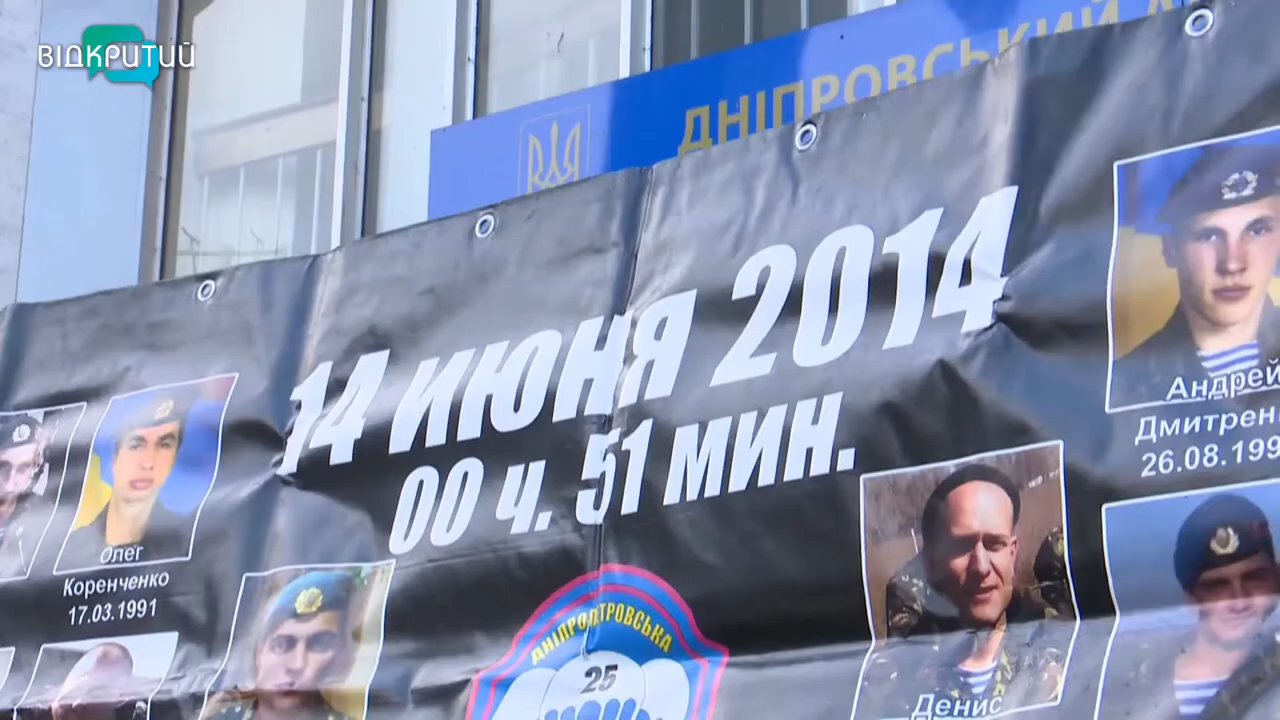 ВІДКРИТИЙ
ДНІПРОВСЬКИЙ
14 ИЮНЯ 2014
00 Ч. 51 МИН.
Андрей
26.08.199
Олег
Коренченко
17.03.1991
ДНІПРОПЕТРОВСЬКА
25
Денис